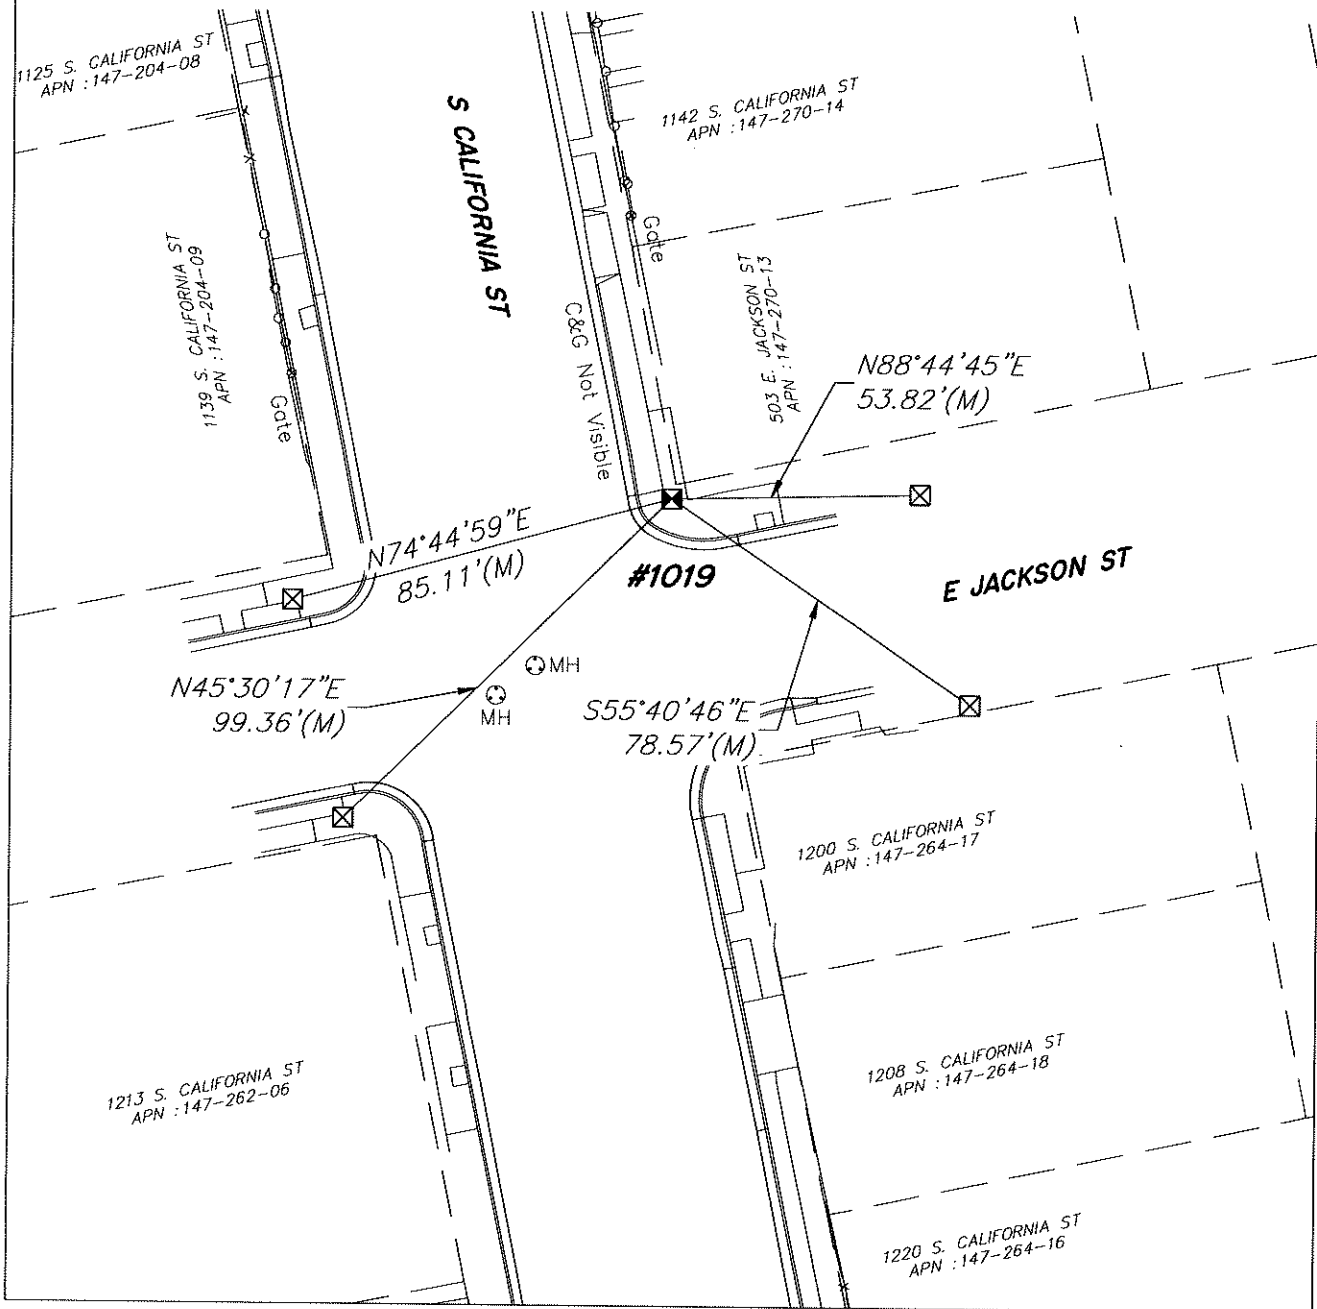 1125 S. CALIFORNIA ST
APN :147-204-08
S CALIFORNIA ST
1142 S. CALIFORNIA ST
APN :147-270-14
1139 S. CALIFORNIA ST
APN :147-204-09
Gate
Gate
C&G Not Visible
503 E. JACKSON ST
APN :147-270-13
N88°44'45"E
53.82'(M)
N74°44'59"E
85.11'(M)
#1019
E JACKSON ST
MH
MH
N45°30'17"E
99.36'(M)
S55°40'46"E
78.57'(M)
1200 S. CALIFORNIA ST
APN :147-264-17
1213 S. CALIFORNIA ST
APN :147-262-06
1208 S. CALIFORNIA ST
APN :147-264-18
1220 S. CALIFORNIA ST
APN :147-264-16